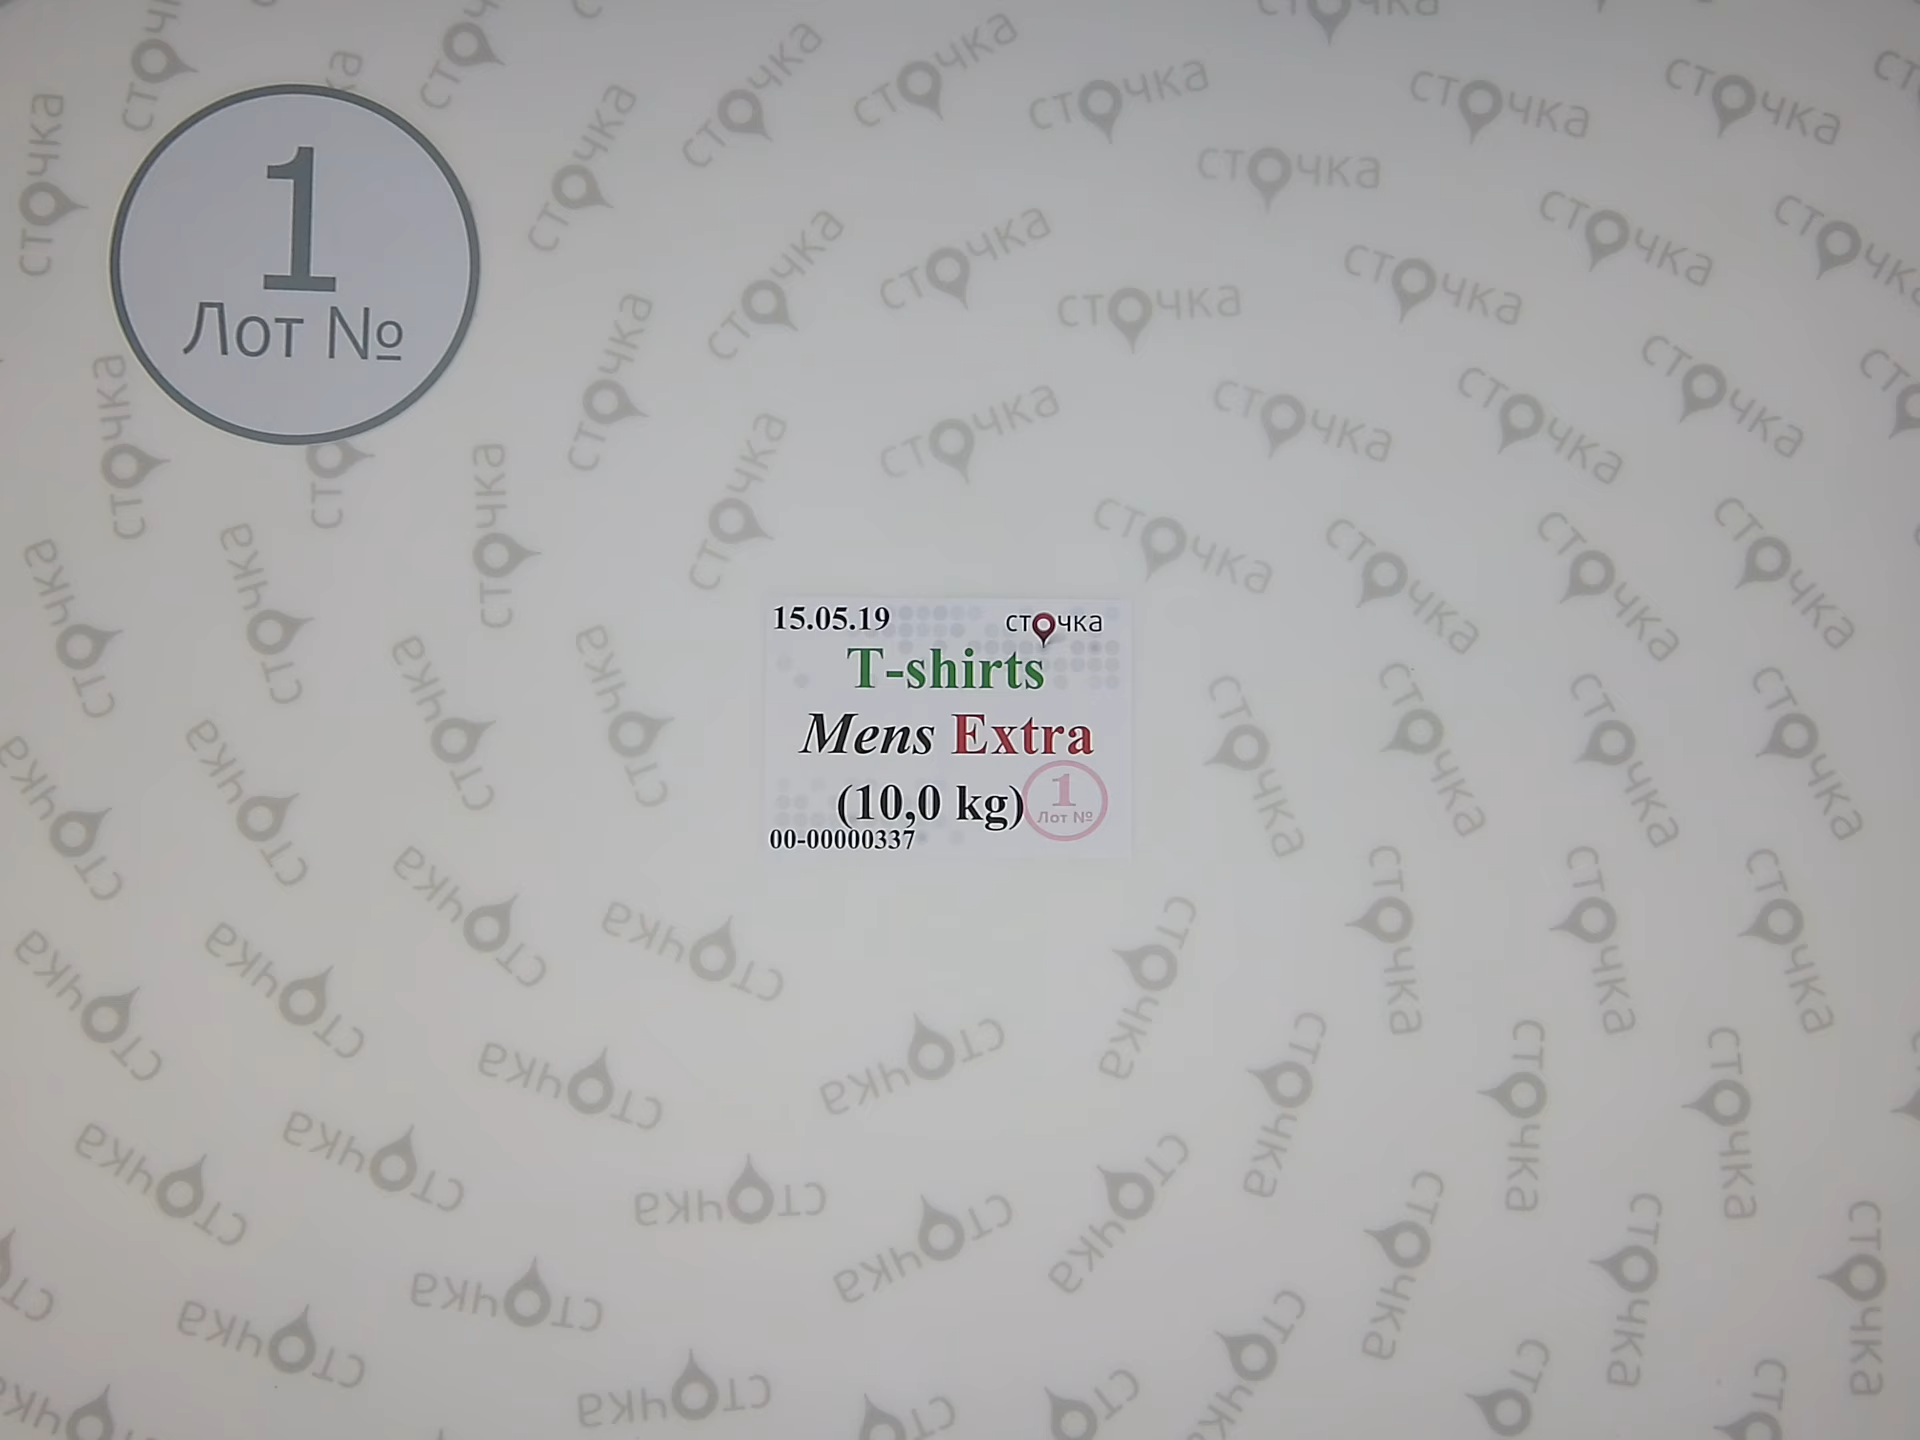 1
Лот №
15.05.19
сточка
T-shirts
Mens Extra
(10,0 kg)
1
Лот №
00-00000337